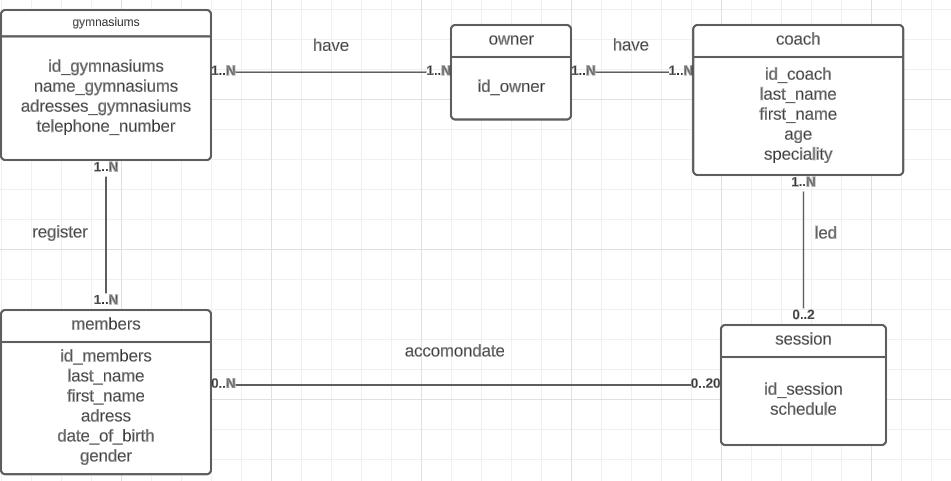 gymnasiums
id_gymnasiums
name_gymnasiums
adresses_gymnasiums
telephone_number
1..N
have
1..N
owner
id_owner
1..N
have
1..N
coach
id_coach
last_name
first_name
age
speciality
1..N
register
1..N
1..N
led
0..2
members
id_members
last_name
first_name
adress
date_of_birth
gender
0..N
accomondate
0..20
session
id_session
schedule